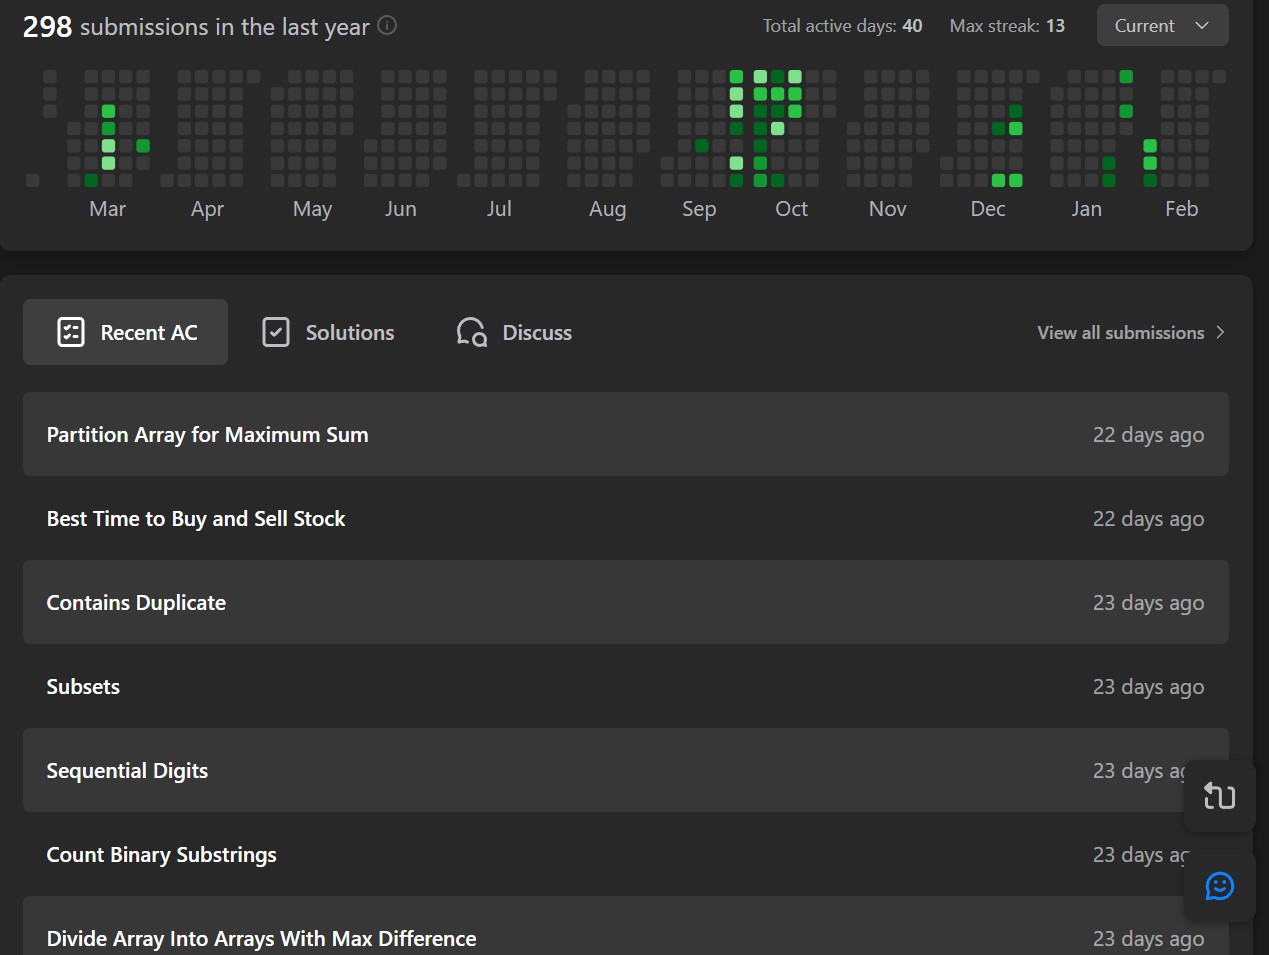 298 submissions in the last year
Total active days: 40
Max streak: 13
Current
Mar Apr May Jun Jul Aug Sep Oct Nov Dec Jan Feb
Recent AC
Solutions
Discuss
View all submissions
Partition Array for Maximum Sum 22 days ago
Best Time to Buy and Sell Stock 22 days ago
Contains Duplicate 23 days ago
Subsets 23 days ago
Sequential Digits 23 days ag
Count Binary Substrings 23 days ag
Divide Array Into Arrays With Max Difference 23 days ago